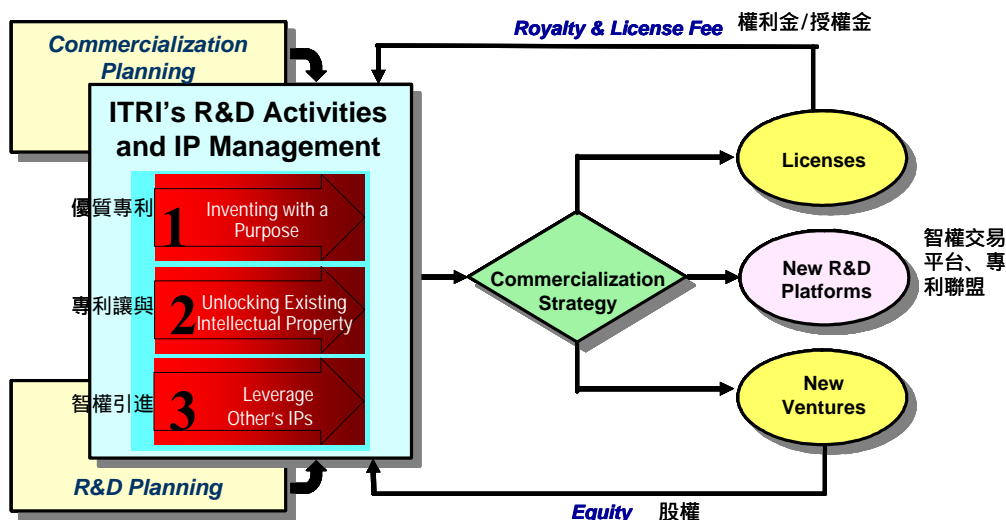 Commercialization
Planning
Royalty & License Fee 權利金/授權金
ITRI's R&D Activities
and IP Management
優質專利
1
Inventing with a
Purpose
專利讓與
2
Unlocking Existing
Intellectual Property
智權引進
3
Leverage
Other's IPs
R&D Planning
Commercialization
Strategy
Licenses
New R&D
Platforms
智權交易
平台、專
利聯盟
New
Ventures
Equity 股權